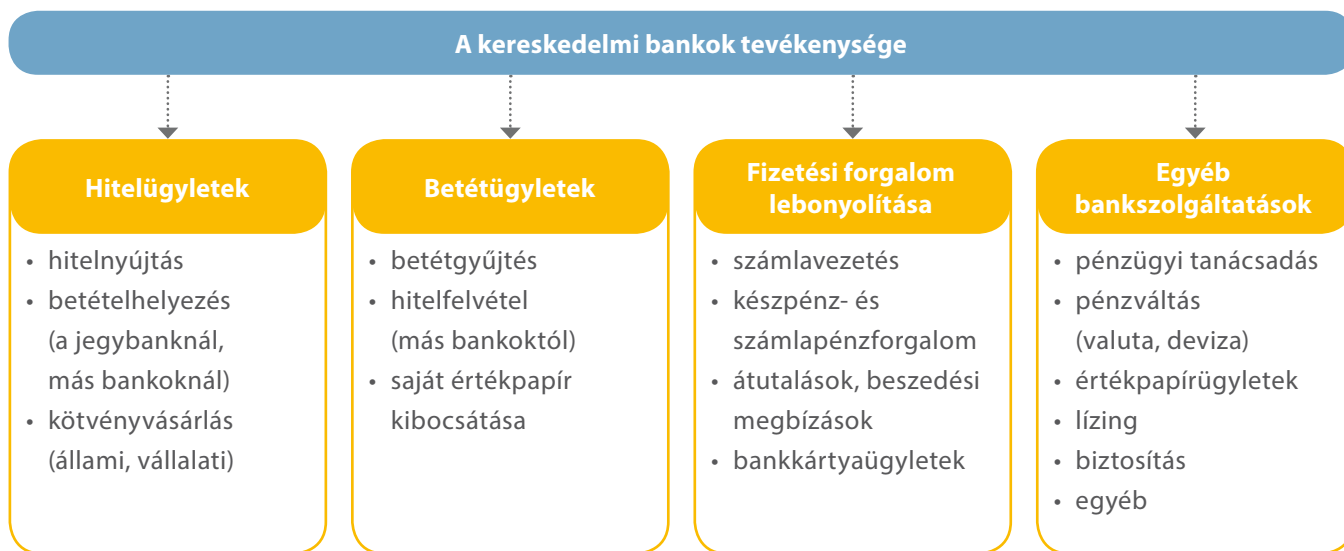 A kereskedelmi bankok tevékenysége
Hitelügyletek
• hitelnyújtás
• betételhelyezés
(a jegybanknál,
más bankoknál)
• kötvényvásárlás
(állami, vállalati)
Betétügyletek
• betétgyűjtés
• hitelfelvétel
(más bankoktól)
• saját értékpapír
kibocsátása
Fizetési forgalom
lebonyolítása
• számlavezetés
• készpénz- és
számlapénzforgalom
• átutalások, beszedési
megbízások
• bankkártyaügyletek
Egyéb
bankszolgáltatások
• pénzügyi tanácsadás
• pénzváltás
(valuta, deviza)
• értékpapírügyletek
• lízing
• biztosítás
• egyéb